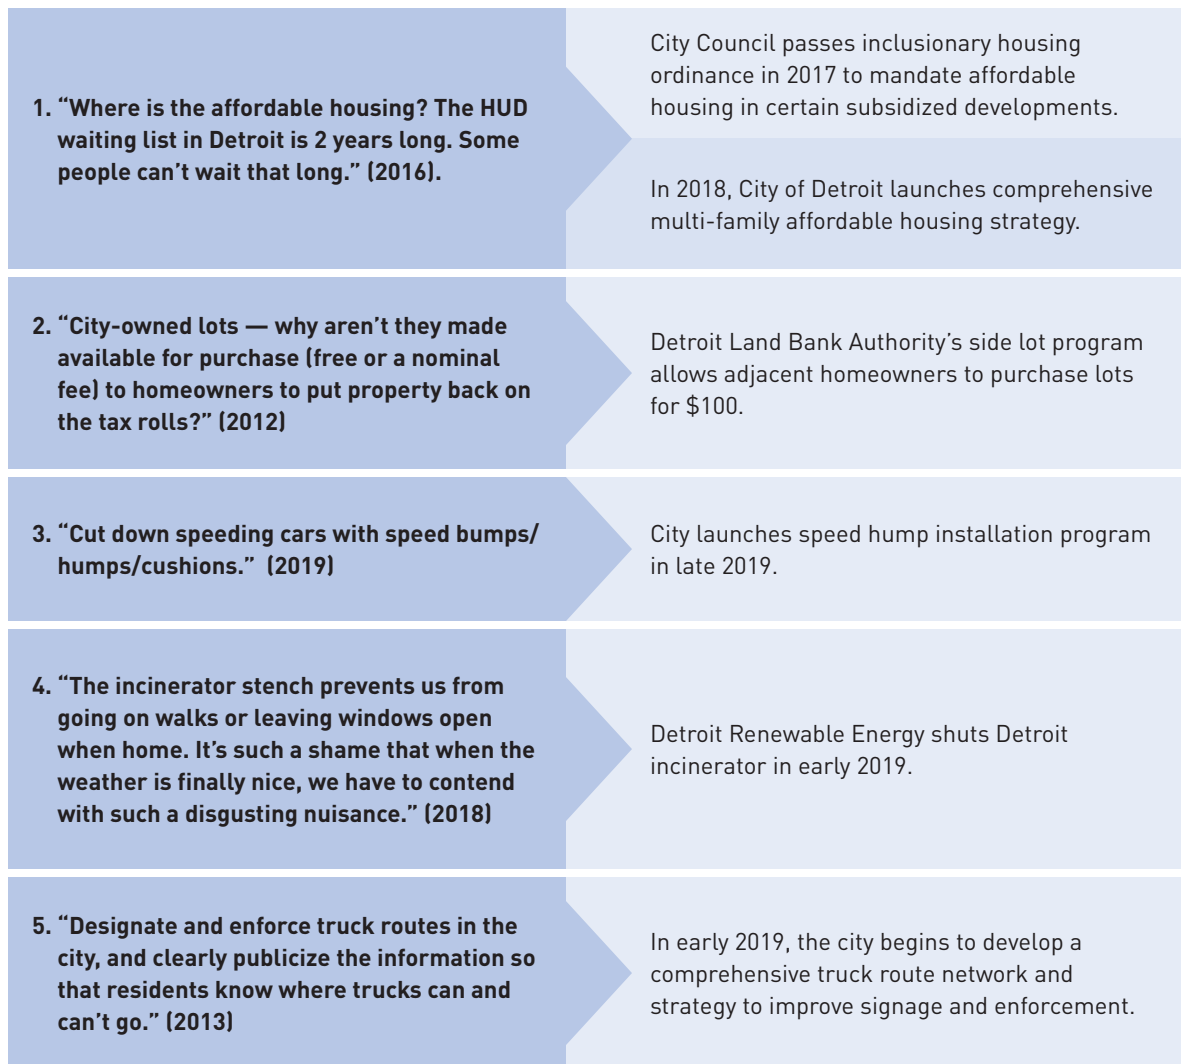 1. “Where is the affordable housing? The HUD
waiting list in Detroit is 2 years long. Some
people can’t wait that long.” (2016).
City Council passes inclusionary housing
ordinance in 2017 to mandate affordable
housing in certain subsidized developments.
In 2018, City of Detroit launches comprehensive
multi-family affordable housing strategy.
2. “City-owned lots — why aren’t they made
available for purchase (free or a nominal
fee) to homeowners to put property back on
the tax rolls?” (2012)
Detroit Land Bank Authority’s side lot program
allows adjacent homeowners to purchase lots
for $100.
3. “Cut down speeding cars with speed bumps/
humps/cushions.” (2019)
City launches speed hump installation program
in late 2019.
4. “The incinerator stench prevents us from
going on walks or leaving windows open
when home. It’s such a shame that when the
weather is finally nice, we have to contend
with such a disgusting nuisance.” (2018)
Detroit Renewable Energy shuts Detroit
incinerator in early 2019.
5. “Designate and enforce truck routes in the
city, and clearly publicize the information so
that residents know where trucks can and
can’t go.” (2013)
In early 2019, the city begins to develop a
comprehensive truck route network and
strategy to improve signage and enforcement.